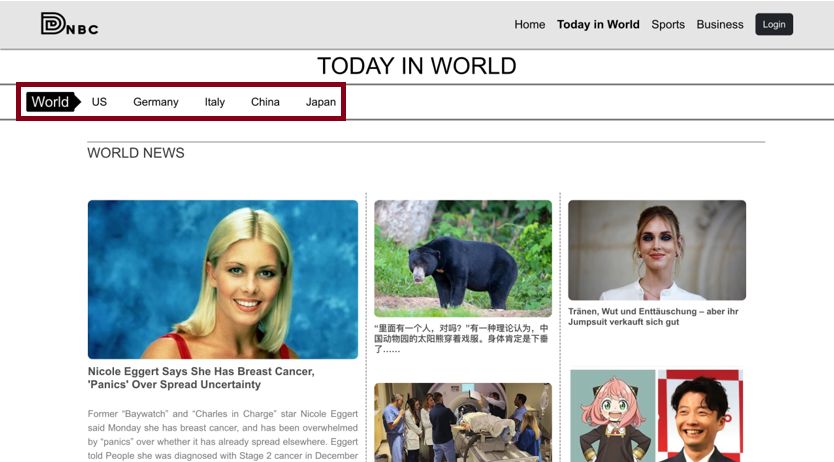 DNBC
Home Today in World Sports Business Login
TODAY IN WORLD
World US Germany Italy China Japan
WORLD NEWS
Nicole Eggert Says She Has Breast Cancer,
'Panics' Over Spread Uncertainty
Former “Baywatch” and “Charles in Charge” star Nicole Eggert
said Monday she has breast cancer, and has been overwhelmed
by “panics” over whether it has already spread elsewhere. Eggert
told People she was diagnosed with Stage 2 cancer in December
“里面有一个人，对吗？”有一种理论认为，中
国动物园的太阳熊穿着戏服。身体肯定是下垂
了……
Tränen, Wut und Enttäuschung – aber ihr
Jumpsuit verkauft sich gut